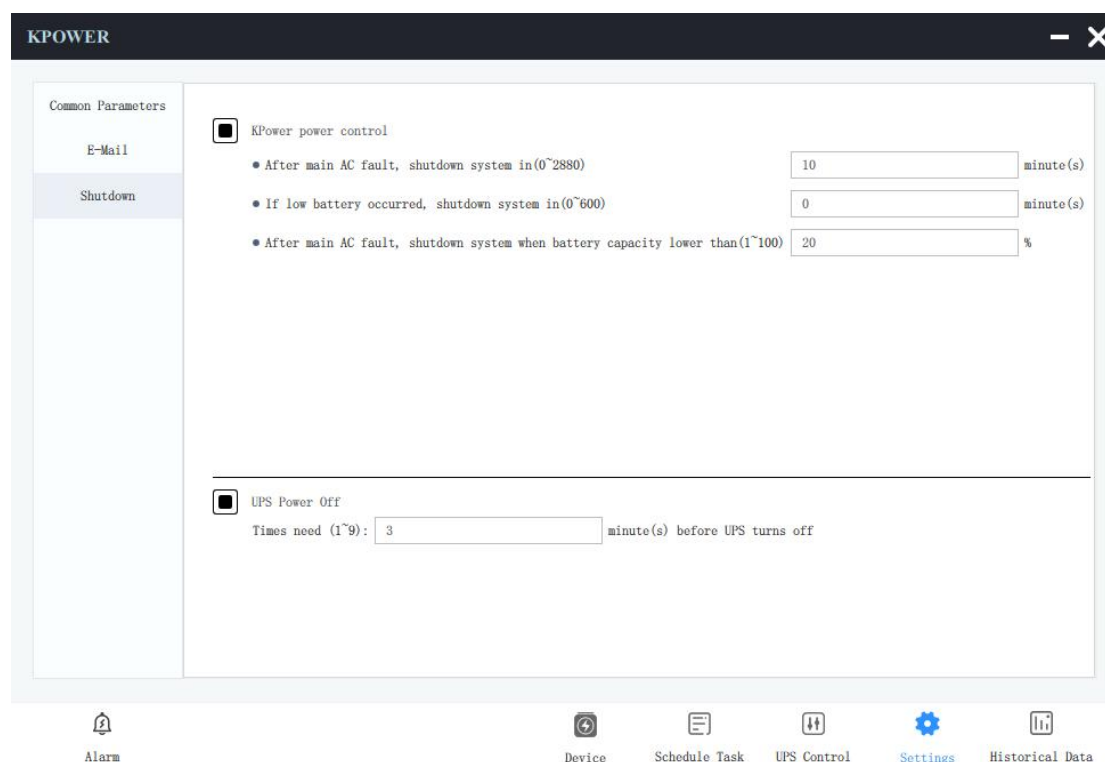 KPOWER
Common Parameters
E-Mail
Shutdown
KPower power control
After main AC fault, shutdown system in(0~2880) 10 minute(s)
If low battery occurred, shutdown system in(0~600) 0 minute(s)
After main AC fault, shutdown system when battery capacity lower than(1~100) 20 %
UPS Power Off
Times need (1~9): 3 minute(s) before UPS turns off
Alarm
Device
Schedule Task
UPS Control
Settings
Historical Data